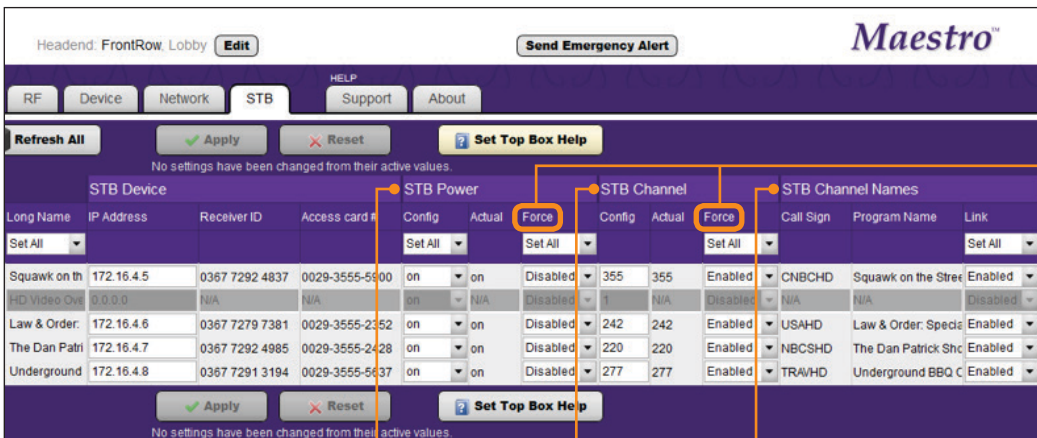 Headend: FrontRow, Lobby Edit Send Emergency Alert Maestro™
HELP
RF Device Network STB Support About
Refresh All Apply Reset Set Top Box Help
No settings have been changed from their active values.
STB Device STB Power STB Channel STB Channel Names
Long Name IP Address Receiver ID Access card # Config Actual Force Config Actual Force Call Sign Program Name Link
Set All Set All Set All Set All Set All
Squawk on th 172.16.4.5 0367 7292 4837 0029-3555-5900 on on Disabled 355 355 Enabled CNBCHD Squawk on the Stree Enabled
HD Video Ove 0.0.0.0 N/A N/A on N/A Disabled 1 N/A Disabled N/A N/A Disabled
Law & Order: 172.16.4.6 0367 7279 7381 0029-3555-2352 on on Disabled 242 242 Enabled USAHD Law & Order: Specia Enabled
The Dan Patri 172.16.4.7 0367 7292 4985 0029-3555-2428 on on Disabled 220 220 Enabled NBCSHD The Dan Patrick Sho Enabled
Underground 172.16.4.8 0367 7291 3194 0029-3555-5637 on on Disabled 277 277 Enabled TRAVHD Underground BBQ C Enabled
Apply Reset Set Top Box Help
No settings have been changed from their active values.